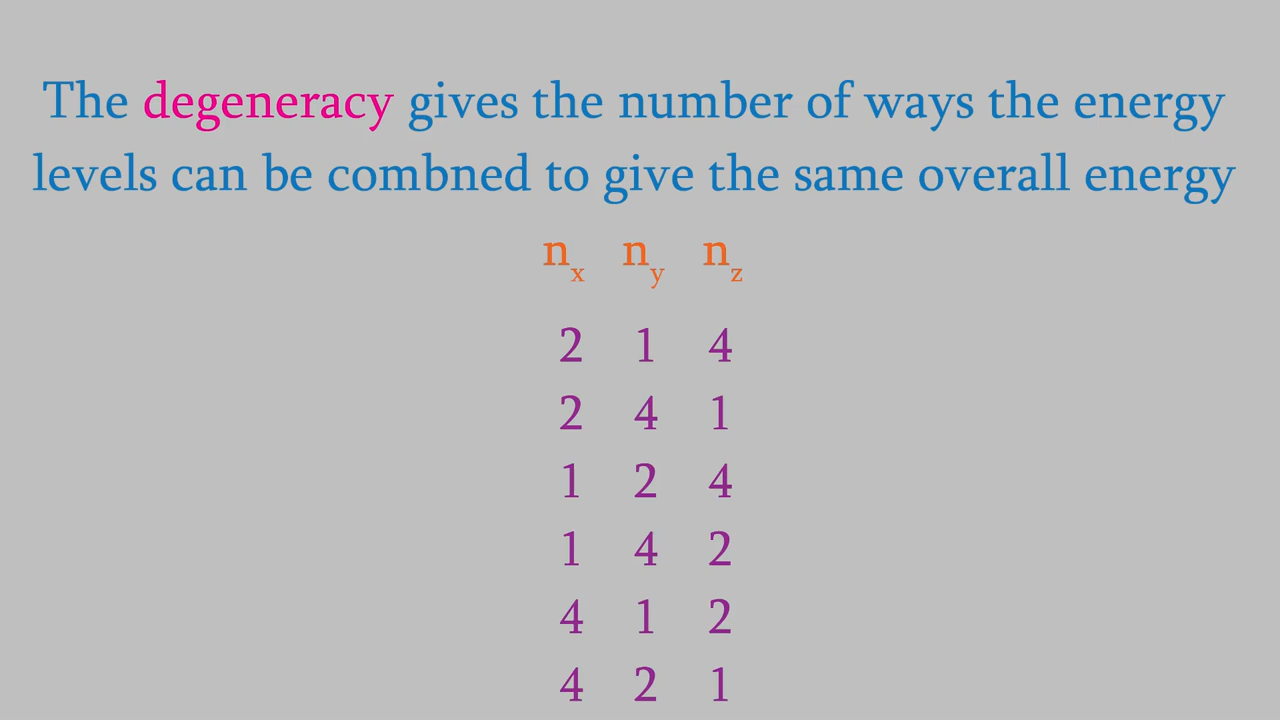 The degeneracy gives the number of ways the energy
levels can be combned to give the same overall energy
nx ny nz
2 1 4
2 4 1
1 2 4
1 4 2
4 1 2
4 2 1